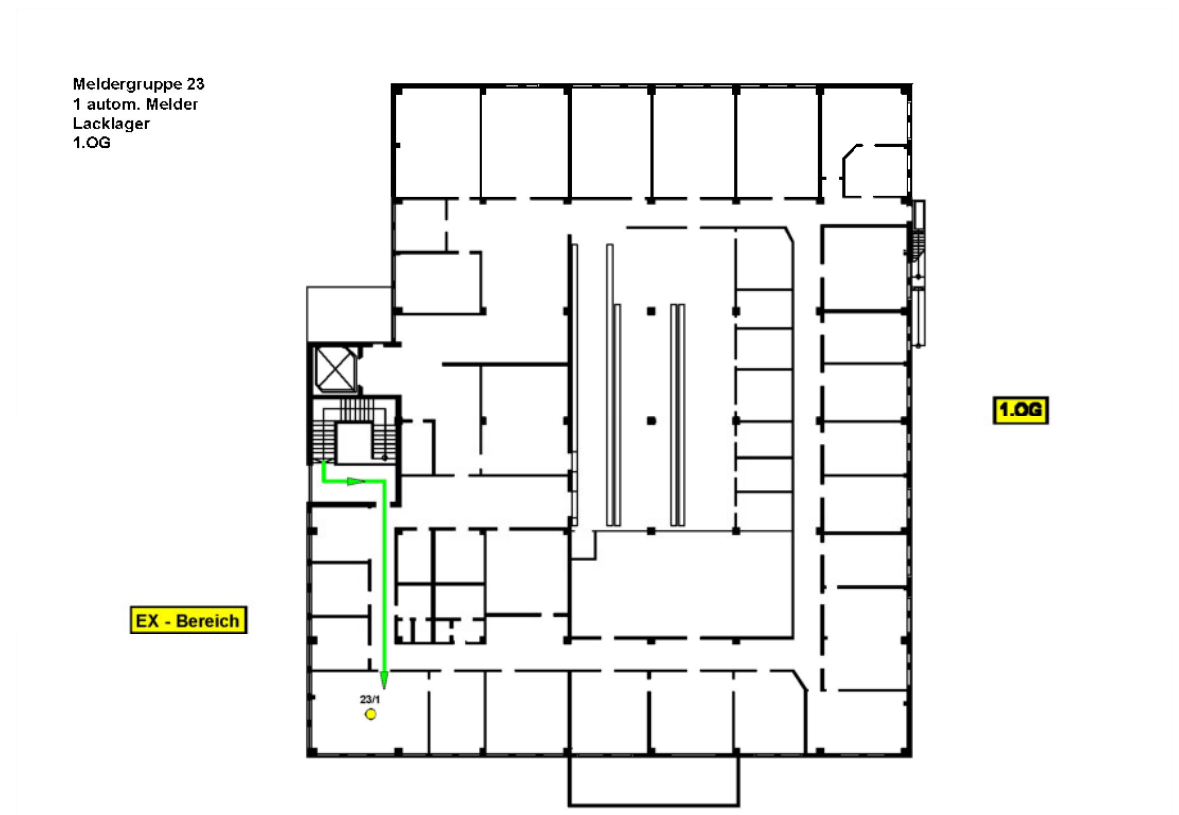 Meldergruppe 23
1 autom. Melder
Lacklager
1.OG
1.OG
EX - Bereich
23/1